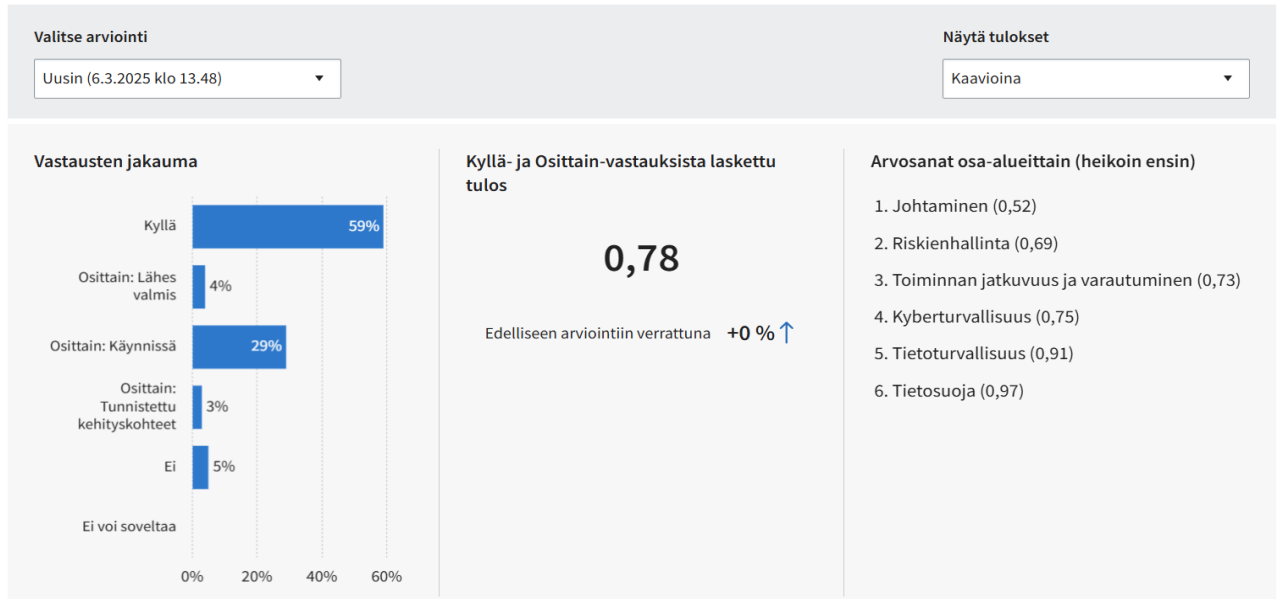 Valitse arviointi
Näytä tulokset
Uusin (6.3.2025 klo 13.48)
Kaavioina
Vastausten jakauma
Kyllä
59%
Osittain: Lähes
valmis
4%
Osittain: Käynnissä
29%
Osittain:
Tunnistettu
kehityskohteet
3%
Ei
5%
Ei voi soveltaa
0%
20%
40%
60%
Kyllä- ja Osittain-vastauksista laskettu
tulos
0,78
Edelliseen arviointiin verrattuna +0 % ↑
Arvosanat osa-alueittain (heikoin ensin)
1. Johtaminen (0,52)
2. Riskienhallinta (0,69)
3. Toiminnan jatkuvuus ja varautuminen (0,73)
4. Kyberturvallisuus (0,75)
5. Tietoturvallisuus (0,91)
6. Tietosuoja (0,97)